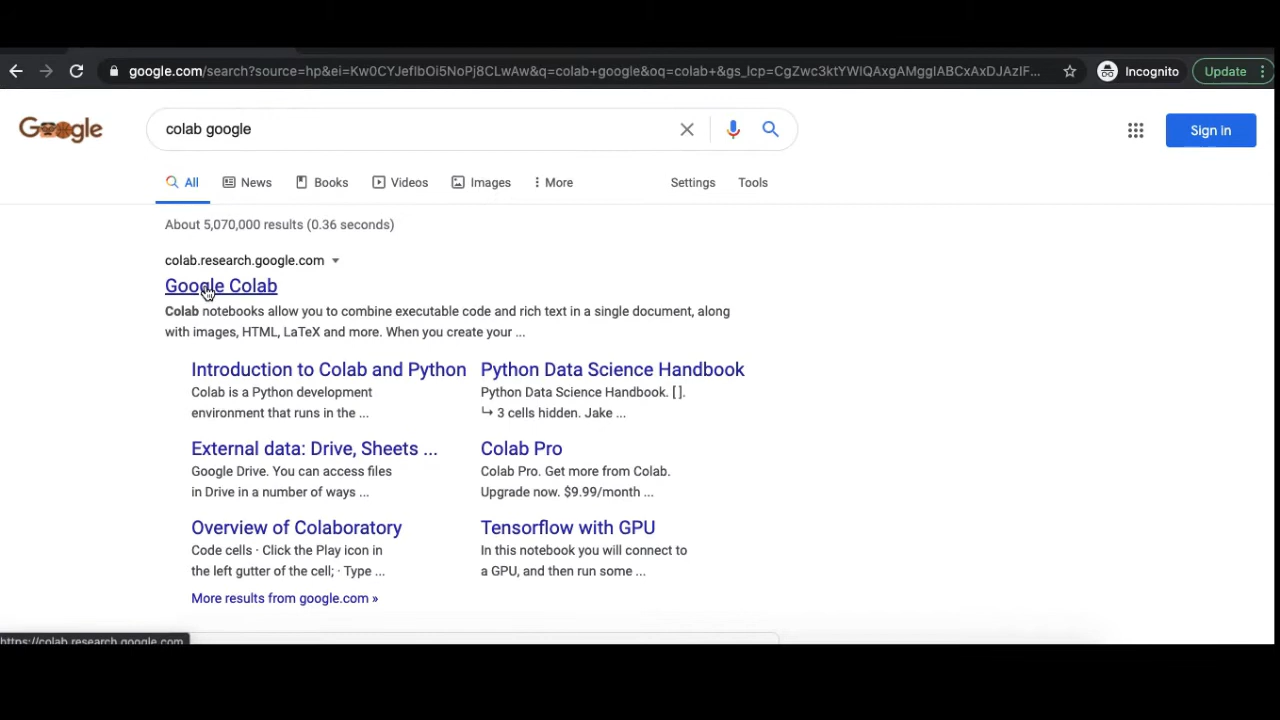 google.com/search?source=hp&ei=Kw0CYJeflbOi5NoPj8CLwAw&q=colab+google&oq=colab+&gs_lcp=CgZwc3ktYWIQAxgAMggIABCxAxDJAzIF...
Incognito
Update
Google
colab google
Sign in
All
News
Books
Videos
Images
More
Settings
Tools
About 5,070,000 results (0.36 seconds)
colab.research.google.com
Google Colab
Colab notebooks allow you to combine executable code and rich text in a single document, along
with images, HTML, LaTeX and more. When you create your ...
Introduction to Colab and Python
Colab is a Python development
environment that runs in the ...
Python Data Science Handbook
Python Data Science Handbook. [ ].
↳ 3 cells hidden. Jake ...
External data: Drive, Sheets ...
Google Drive. You can access files
in Drive in a number of ways ...
Colab Pro
Colab Pro. Get more from Colab.
Upgrade now. $9.99/month ...
Overview of Colaboratory
Code cells · Click the Play icon in
the left gutter of the cell; · Type ...
Tensorflow with GPU
In this notebook you will connect to
a GPU, and then run some ...
More results from google.com »
https://colab.research.google.com